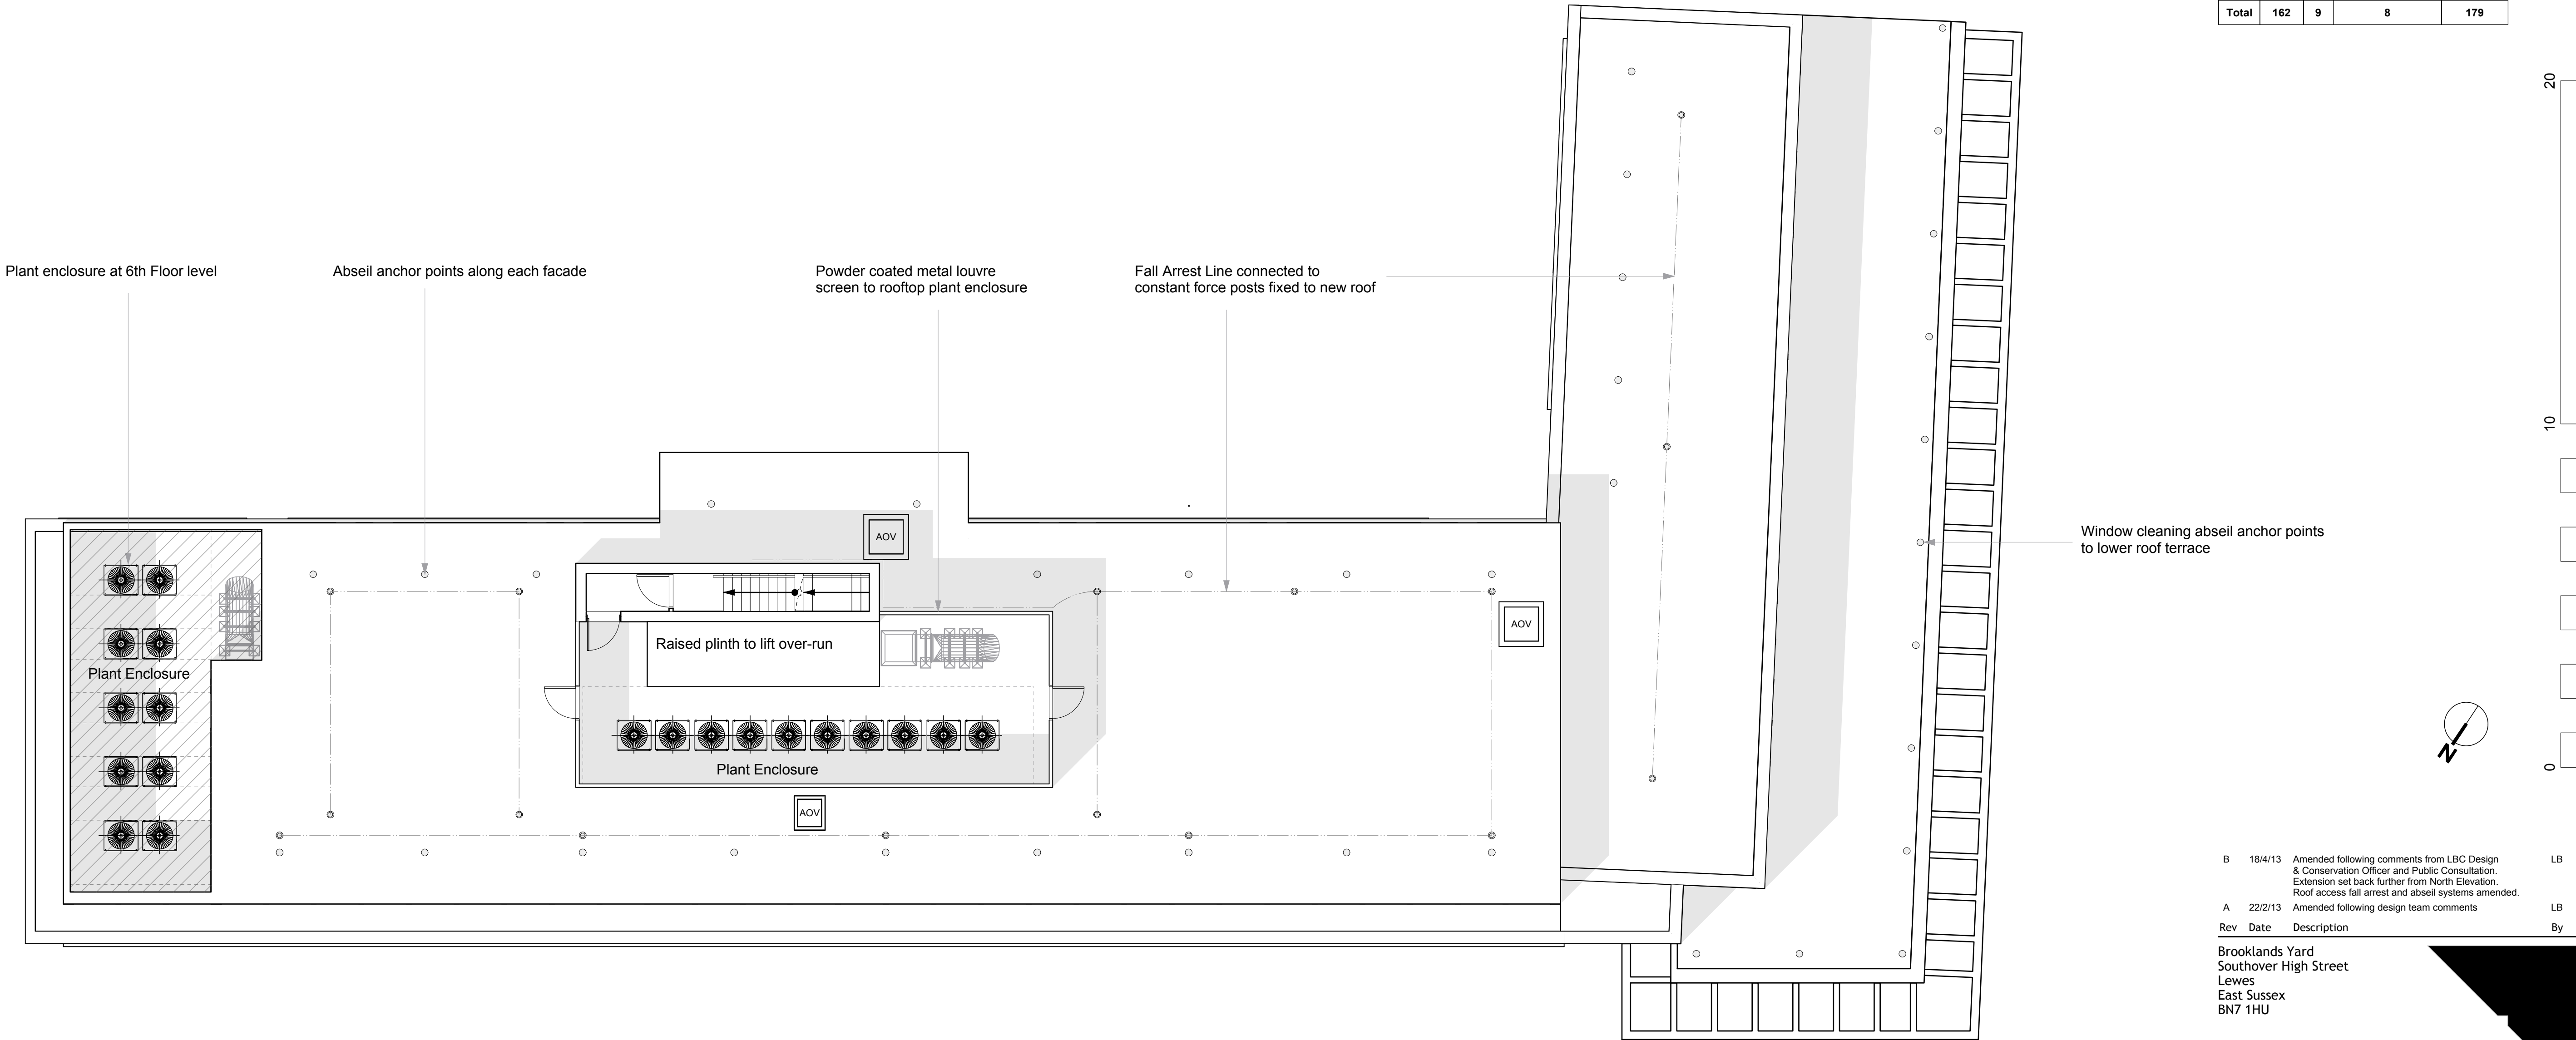 Total 162 9 8 179
20
Plant enclosure at 6th Floor level
Abseil anchor points along each facade
Powder coated metal louvre
screen to rooftop plant enclosure
Fall Arrest Line connected to
constant force posts fixed to new roof
10
AOV
Window cleaning abseil anchor points
to lower roof terrace
AOV
Raised plinth to lift over-run
Plant Enclosure
N
0
Plant Enclosure
AOV
B 18/4/13 Amended following comments from LBC Design LB
& Conservation Officer and Public Consultation.
Extension set back further from North Elevation.
Roof access fall arrest and abseil systems amended.
A 22/2/13 Amended following design team comments LB
Rev Date Description By
Brooklands Yard
Southover High Street
Lewes
East Sussex
BN7 1HU